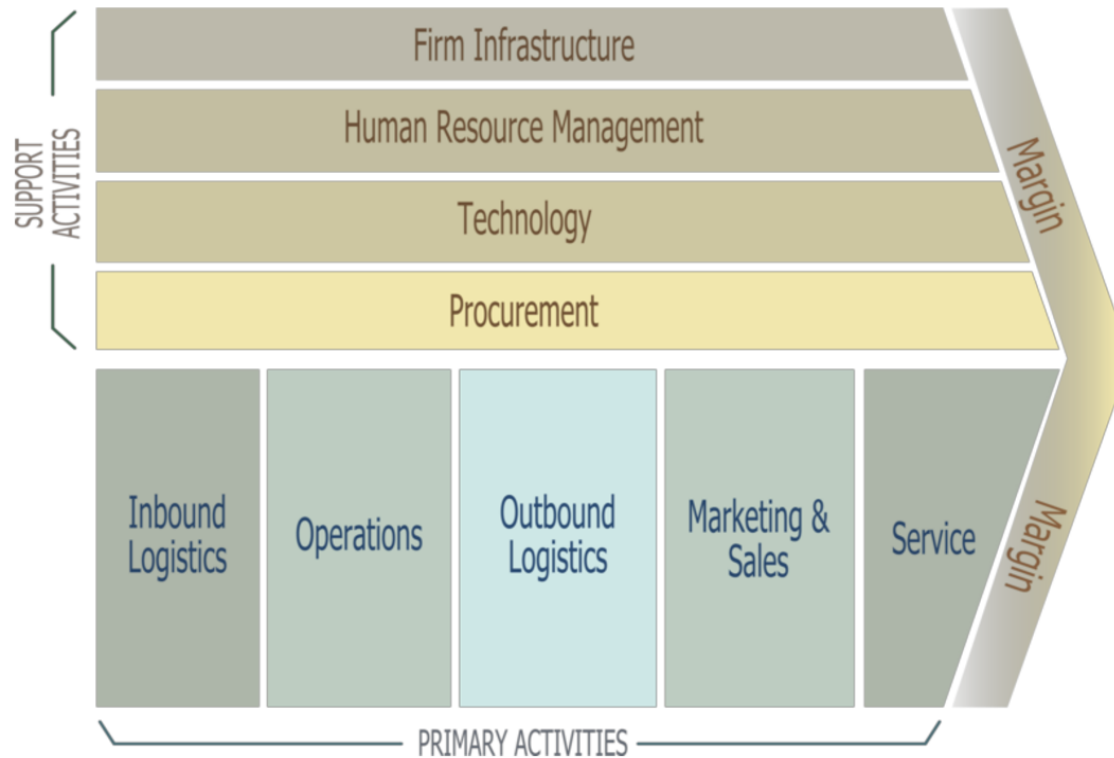 Firm Infrastructure
Human Resource Management
Technology
Procurement
SUPPORT
ACTIVITIES
Margin
Inbound
Logistics
Operations
Outbound
Logistics
Marketing &
Sales
Service
Margin
PRIMARY ACTIVITIES